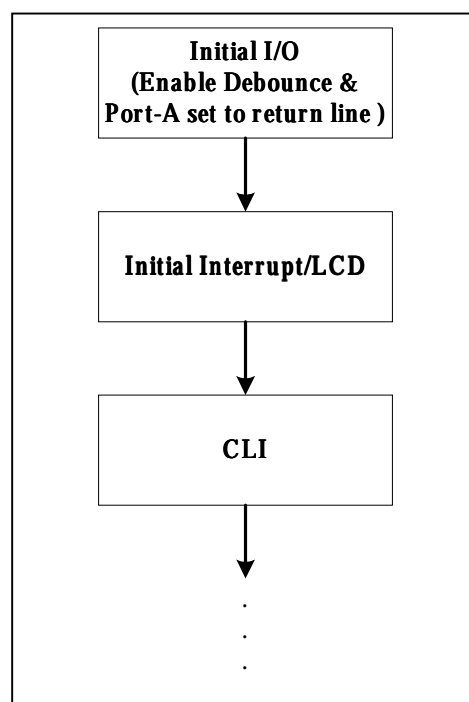 Initial I/O
(Enable Debounce &
Port-A set to return line )
Initial Interrupt/LCD
CLI
.
.
.